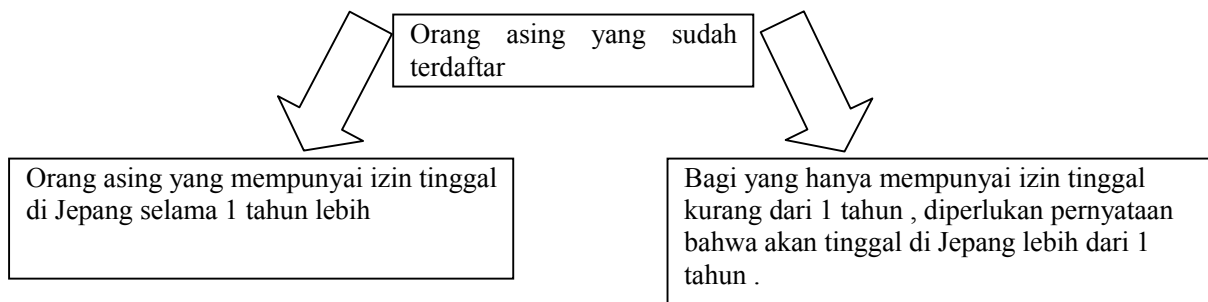 Orang asing yang sudah
terdaftar
Orang asing yang mempunyai izin tinggal
di Jepang selama 1 tahun lebih
Bagi yang hanya mempunyai izin tinggal
kurang dari 1 tahun , diperlukan pernyataan
bahwa akan tinggal di Jepang lebih dari 1
tahun .